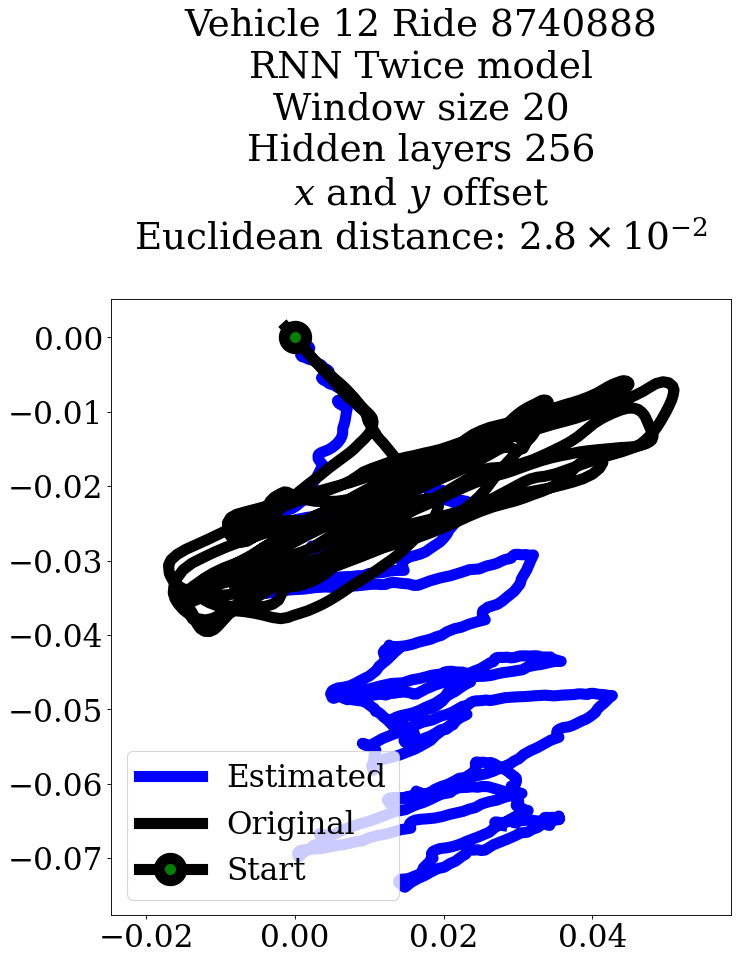 Vehicle 12 Ride 8740888
RNN Twice model
Window size 20
Hidden layers 256
x and y offset
Euclidean distance: 2.8 × 10⁻²
0.00
−0.01
−0.02
−0.03
−0.04
−0.05
−0.06
−0.07
Estimated
Original
Start
−0.02 0.00 0.02 0.04